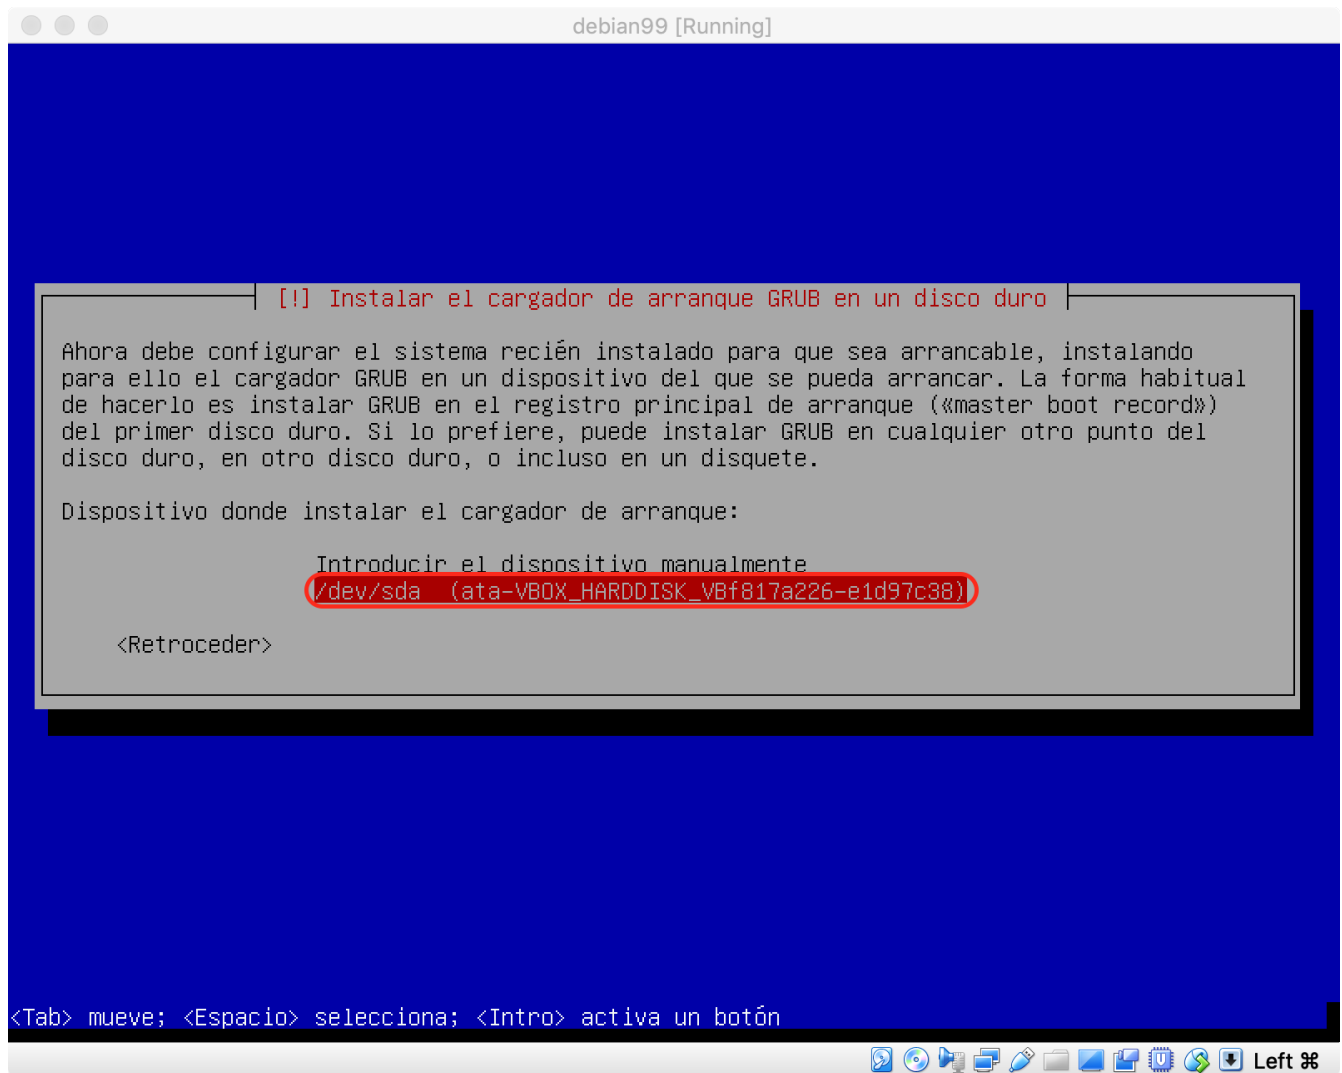 debian99 [Running]
[!] Instalar el cargador de arranque GRUB en un disco duro
Ahora debe configurar el sistema recién instalado para que sea arrancable, instalando
para ello el cargador GRUB en un dispositivo del que se pueda arrancar. La forma habitual
de hacerlo es instalar GRUB en el registro principal de arranque («master boot record»)
del primer disco duro. Si lo prefiere, puede instalar GRUB en cualquier otro punto del
disco duro, en otro disco duro, o incluso en un disquete.
Dispositivo donde instalar el cargador de arranque:
Introducir el dispositivo manualmente
/dev/sda  (ata-VBOX_HARDDISK_VBf817a226-e1d97c38)
<Retroceder>
<Tab> mueve; <Espacio> selecciona; <Intro> activa un botón
Left ⌘